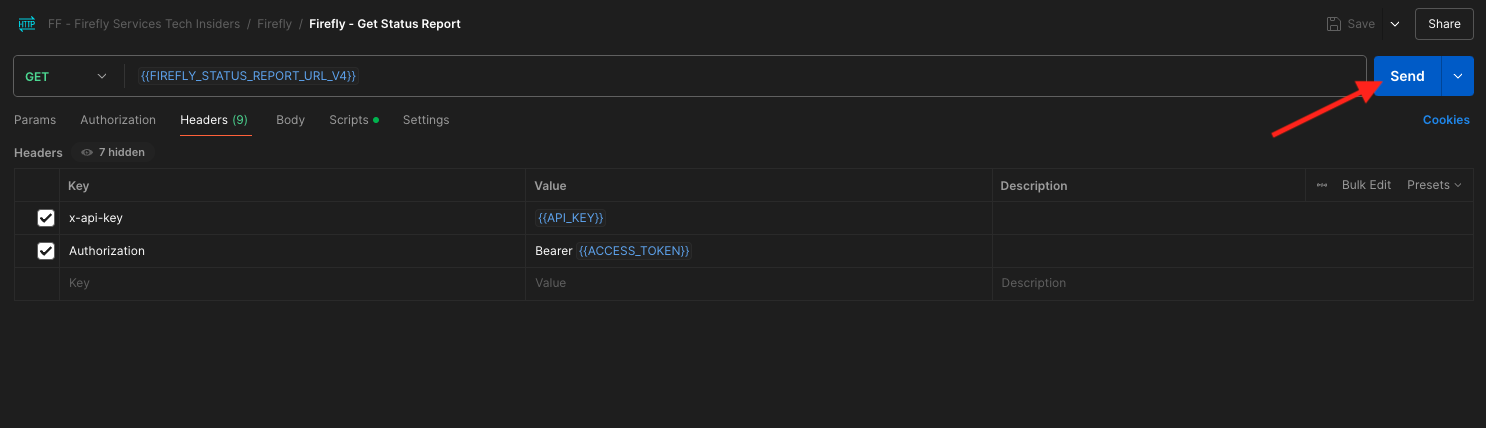 HTTP FF - Firefly Services Tech Insiders / Firefly / Firefly - Get Status Report Save Share
GET {{FIREFLY_STATUS_REPORT_URL_V4}} Send
Params Authorization Headers (9) Body Scripts Settings Cookies
Headers 7 hidden
Key Value Description Bulk Edit Presets
x-api-key {{API_KEY}}
Authorization Bearer {{ACCESS_TOKEN}}
Key Value Description